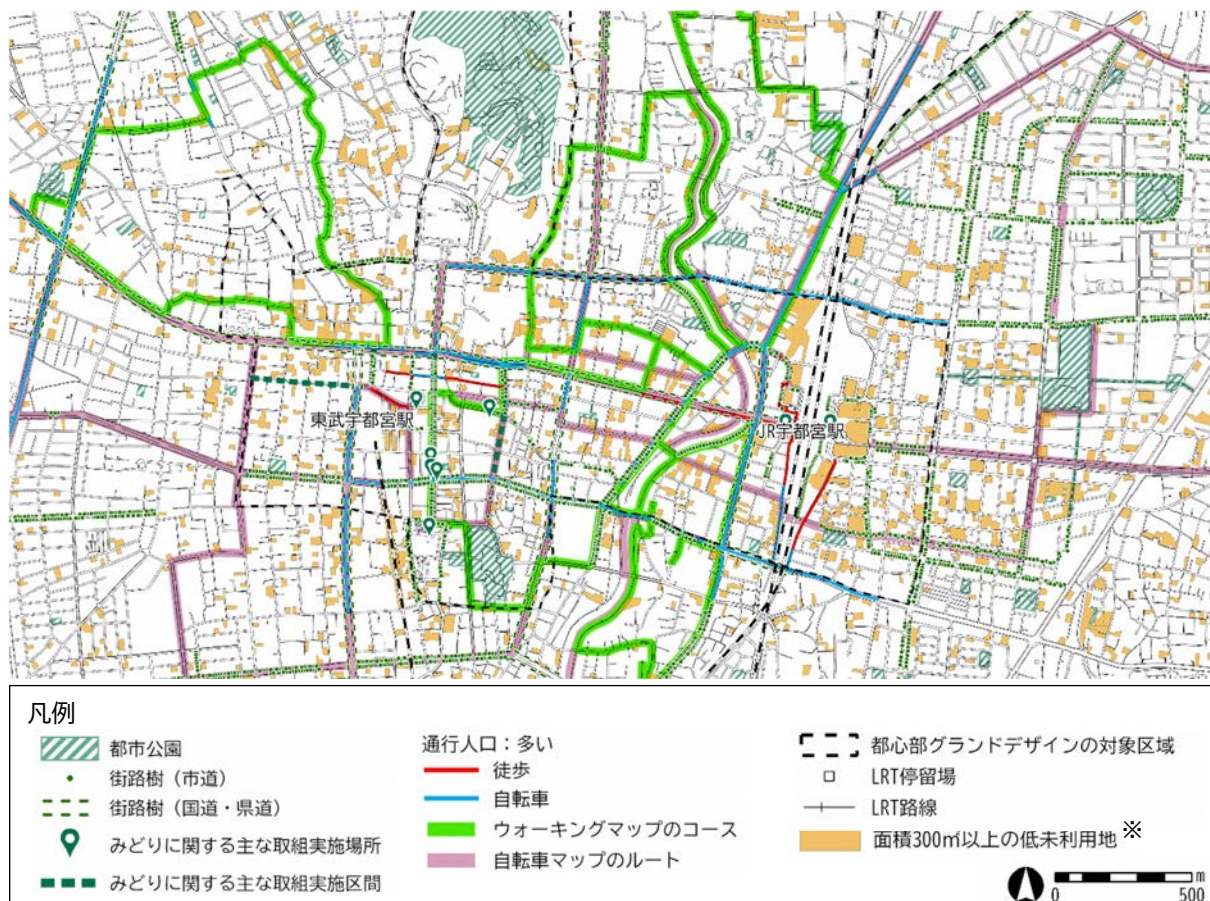 東武宇都宮駅
JR宇都宮駅
凡例
都市公園
街路樹（市道）
街路樹（国道・県道）
みどりに関する主な取組実施場所
みどりに関する主な取組実施区間
通行人口：多い
徒歩
自転車
ウォーキングマップのコース
自転車マップのルート
都心部グランドデザインの対象区域
LRT停留場
LRT路線
面積300㎡以上の低未利用地※
m
0 500